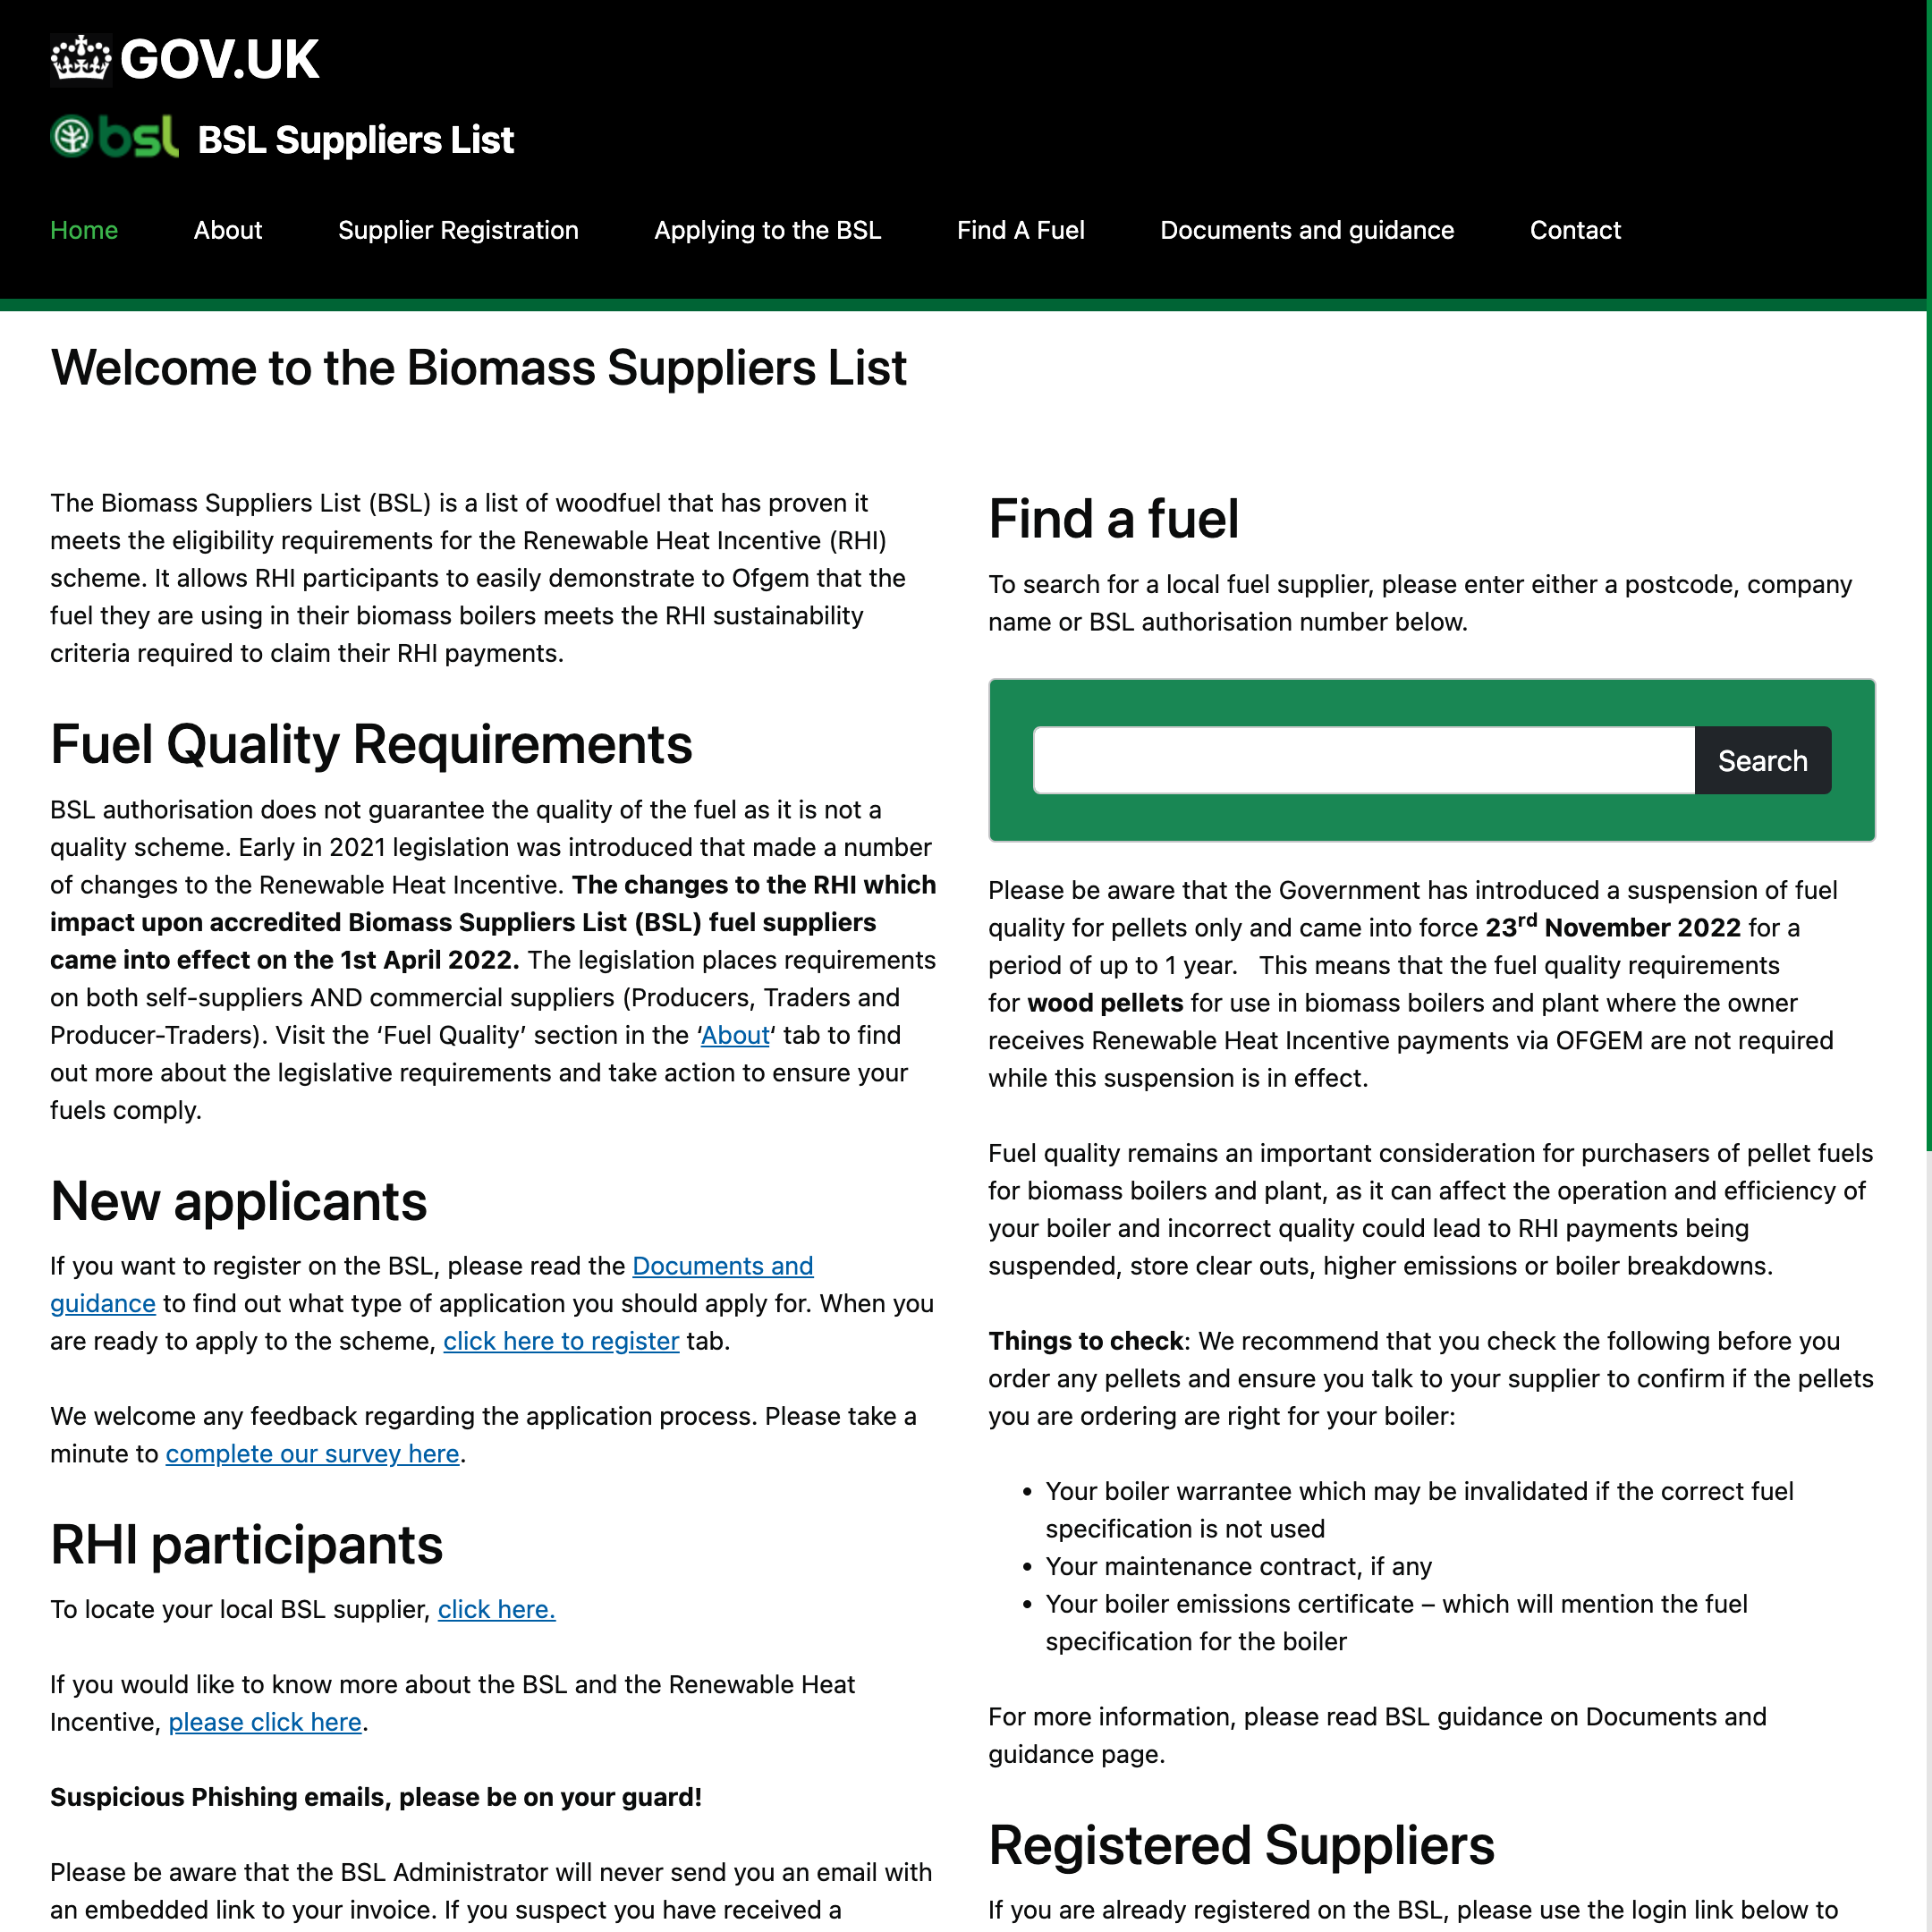 GOV.UK
bsl BSL Suppliers List
Home About Supplier Registration Applying to the BSL Find A Fuel Documents and guidance Contact
Welcome to the Biomass Suppliers List
The Biomass Suppliers List (BSL) is a list of woodfuel that has proven it
meets the eligibility requirements for the Renewable Heat Incentive (RHI)
scheme. It allows RHI participants to easily demonstrate to Ofgem that the
fuel they are using in their biomass boilers meets the RHI sustainability
criteria required to claim their RHI payments.
Fuel Quality Requirements
BSL authorisation does not guarantee the quality of the fuel as it is not a
quality scheme. Early in 2021 legislation was introduced that made a number
of changes to the Renewable Heat Incentive. The changes to the RHI which
impact upon accredited Biomass Suppliers List (BSL) fuel suppliers
came into effect on the 1st April 2022. The legislation places requirements
on both self-suppliers AND commercial suppliers (Producers, Traders and
Producer-Traders). Visit the ‘Fuel Quality’ section in the ‘About‘ tab to find
out more about the legislative requirements and take action to ensure your
fuels comply.
New applicants
If you want to register on the BSL, please read the Documents and
guidance to find out what type of application you should apply for. When you
are ready to apply to the scheme, click here to register tab.
We welcome any feedback regarding the application process. Please take a
minute to complete our survey here.
RHI participants
To locate your local BSL supplier, click here.
If you would like to know more about the BSL and the Renewable Heat
Incentive, please click here.
Suspicious Phishing emails, please be on your guard!
Please be aware that the BSL Administrator will never send you an email with
an embedded link to your invoice. If you suspect you have received a
Find a fuel
To search for a local fuel supplier, please enter either a postcode, company
name or BSL authorisation number below.
Search
Please be aware that the Government has introduced a suspension of fuel
quality for pellets only and came into force 23rd November 2022 for a
period of up to 1 year. This means that the fuel quality requirements
for wood pellets for use in biomass boilers and plant where the owner
receives Renewable Heat Incentive payments via OFGEM are not required
while this suspension is in effect.
Fuel quality remains an important consideration for purchasers of pellet fuels
for biomass boilers and plant, as it can affect the operation and efficiency of
your boiler and incorrect quality could lead to RHI payments being
suspended, store clear outs, higher emissions or boiler breakdowns.
Things to check: We recommend that you check the following before you
order any pellets and ensure you talk to your supplier to confirm if the pellets
you are ordering are right for your boiler:
• Your boiler warrantee which may be invalidated if the correct fuel
specification is not used
• Your maintenance contract, if any
• Your boiler emissions certificate – which will mention the fuel
specification for the boiler
For more information, please read BSL guidance on Documents and
guidance page.
Registered Suppliers
If you are already registered on the BSL, please use the login link below to